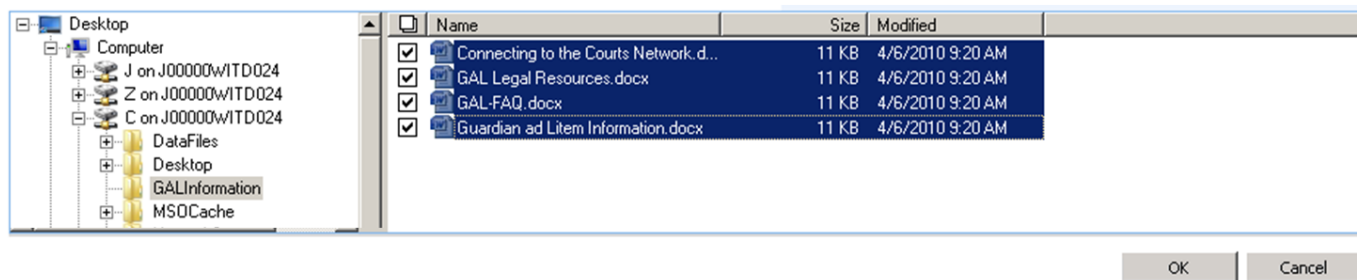 Desktop
Computer
J on J00000WITD024
Z on J00000WITD024
C on J00000WITD024
DataFiles
Desktop
GALInformation
MSOCache
Name Size Modified
Connecting to the Courts Network.d... 11 KB 4/6/2010 9:20 AM
GAL Legal Resources.docx 11 KB 4/6/2010 9:20 AM
GAL-FAQ.docx 11 KB 4/6/2010 9:20 AM
Guardian ad Litem Information.docx 11 KB 4/6/2010 9:20 AM
OK Cancel